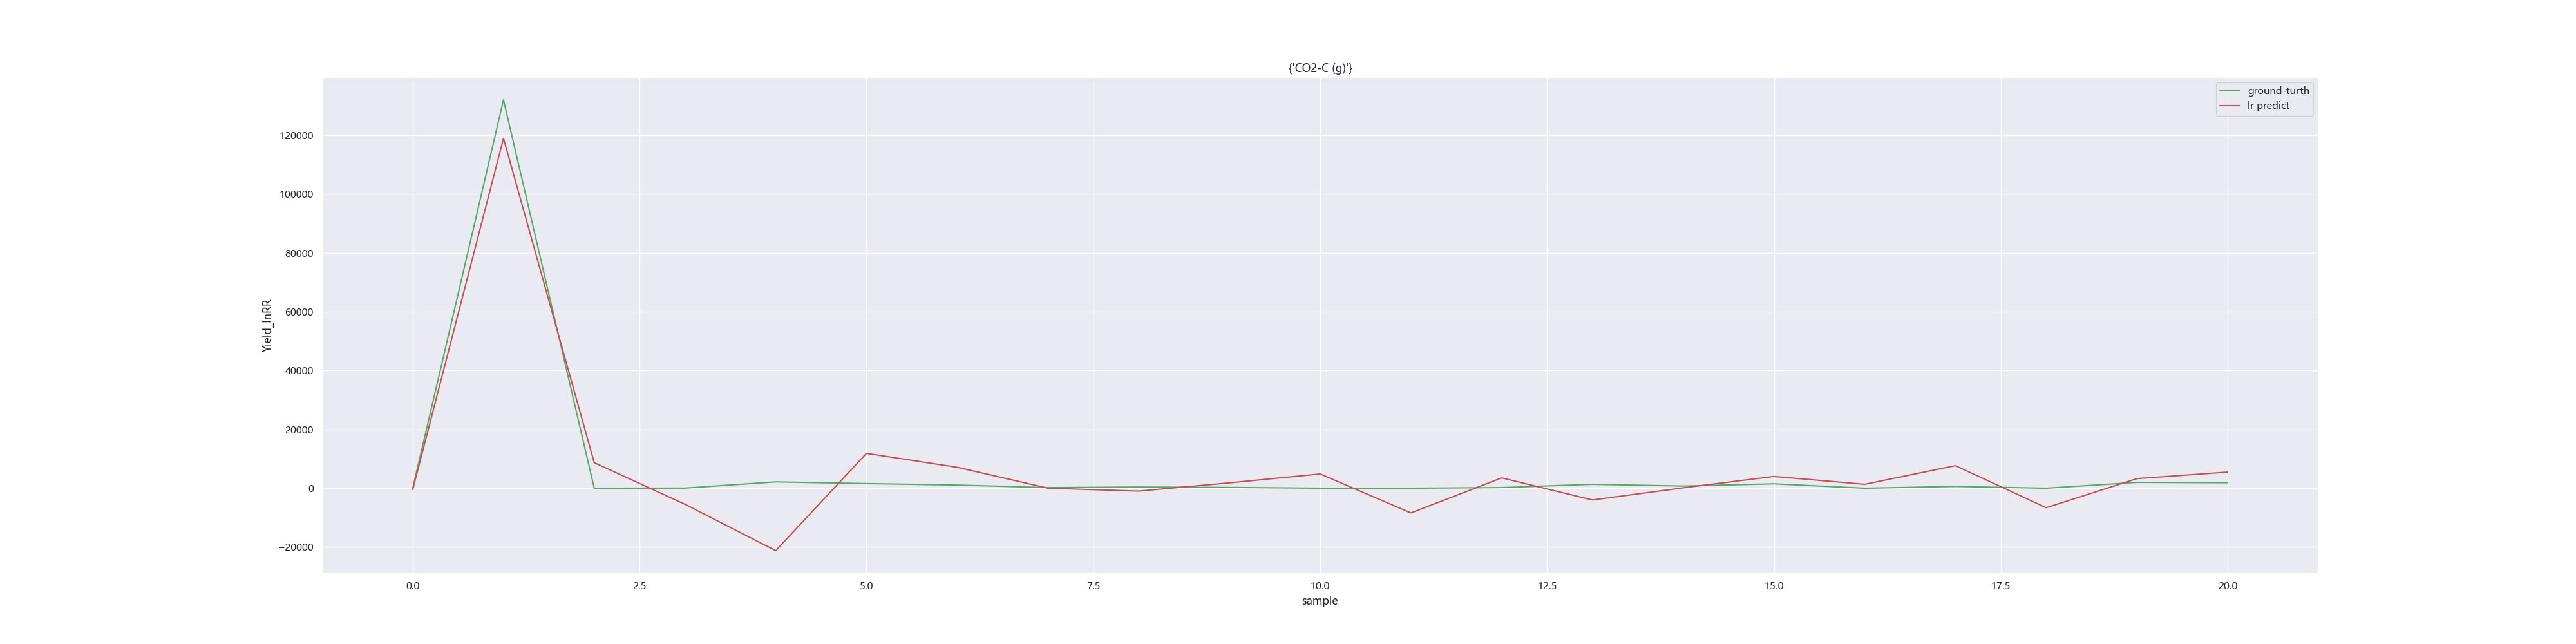 {'CO2-C (g)'}
ground-turth
lr predict
120000
100000
80000
60000
40000
20000
0
−20000
Yield_lnRR
0.0 2.5 5.0 7.5 10.0 12.5 15.0 17.5 20.0
sample